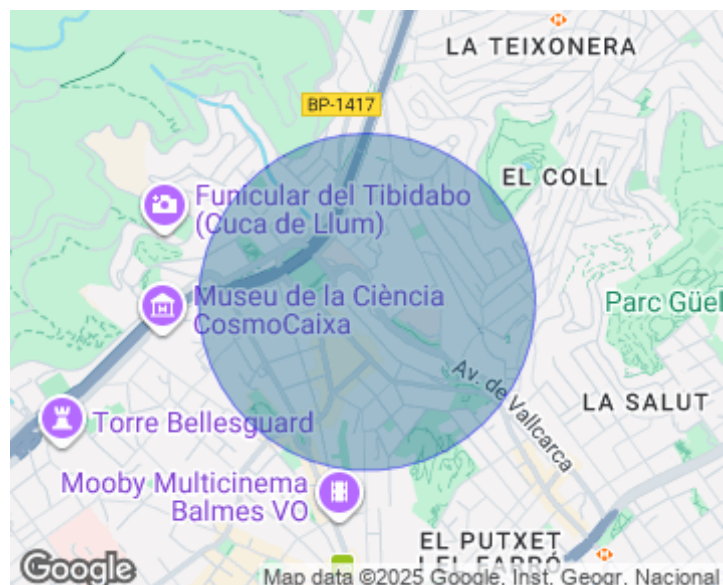 LA TEIXONERA
BP-1417
EL COLL
Funicular del Tibidabo
(Cuca de Llum)
Museu de la Ciència
CosmoCaixa
Parc Güel
Av. de Vallcarca
LA SALUT
Torre Bellesguard
Mooby Multicinema
Balmes VO
EL PUTXET
I EL FARRÓ
Google
Map data ©2025 Google, Inst. Geogr. Nacional